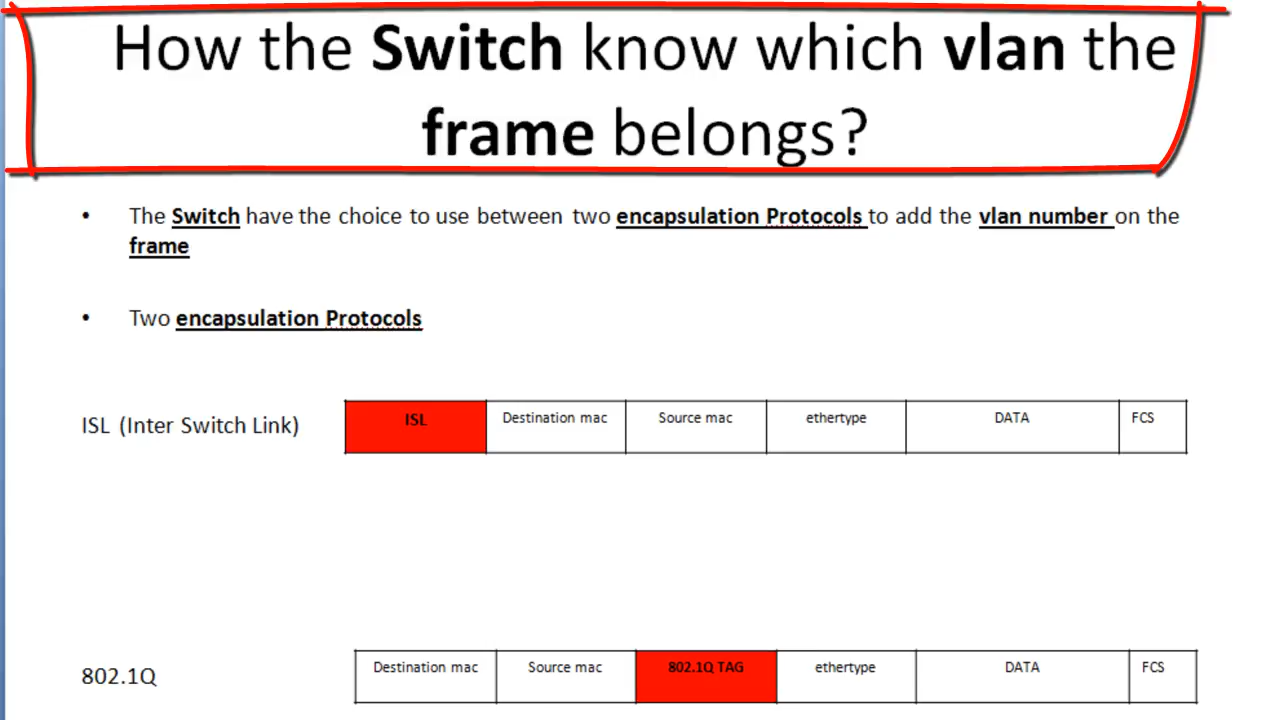 How the Switch know which vlan the
frame belongs?
• The Switch have the choice to use between two encapsulation Protocols to add the vlan number on the
frame
• Two encapsulation Protocols
ISL (Inter Switch Link)
ISL Destination mac Source mac ethertype DATA FCS
802.1Q
Destination mac Source mac 802.1Q TAG ethertype DATA FCS